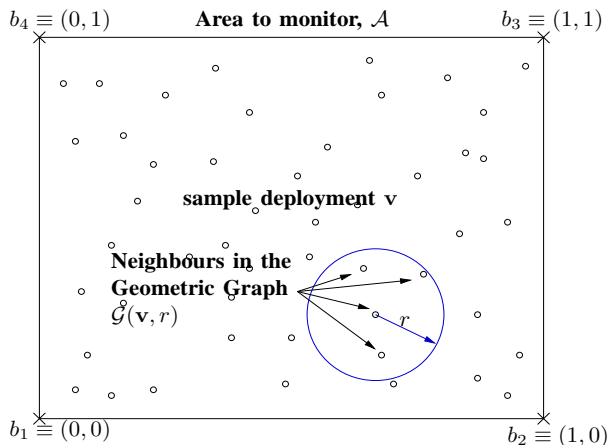 b₄ ≡ (0, 1)
Area to monitor, 𝒜
b₃ ≡ (1, 1)
sample deployment v
Neighbours in the
Geometric Graph
𝒢(v, r)
r
b₁ ≡ (0, 0)
b₂ ≡ (1, 0)